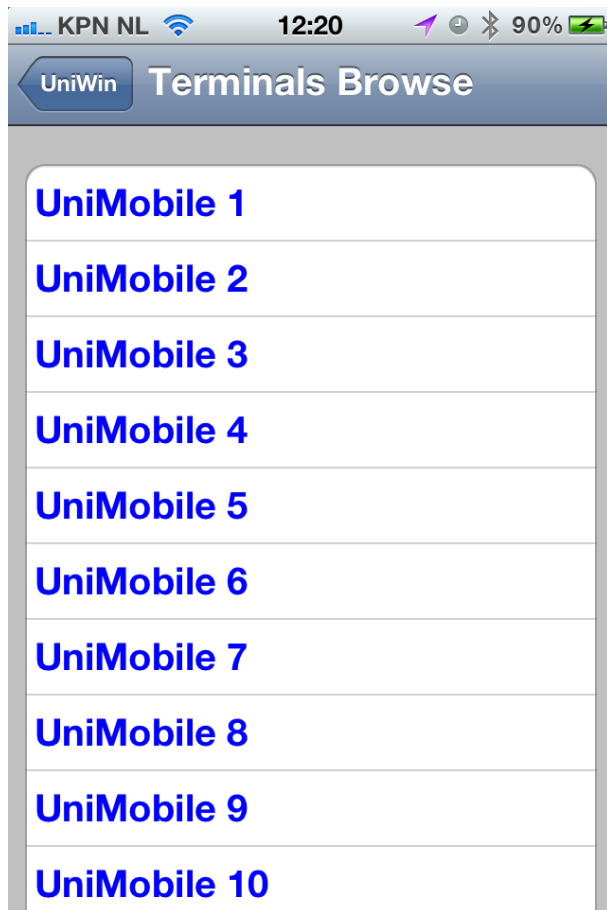 KPN NL 12:20 90%
UniWin Terminals Browse
UniMobile 1
UniMobile 2
UniMobile 3
UniMobile 4
UniMobile 5
UniMobile 6
UniMobile 7
UniMobile 8
UniMobile 9
UniMobile 10